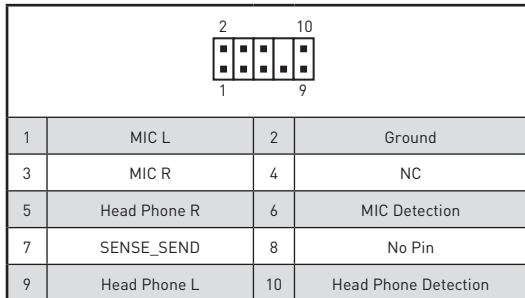 2 10
1 9
1 MIC L 2 Ground
3 MIC R 4 NC
5 Head Phone R 6 MIC Detection
7 SENSE_SEND 8 No Pin
9 Head Phone L 10 Head Phone Detection